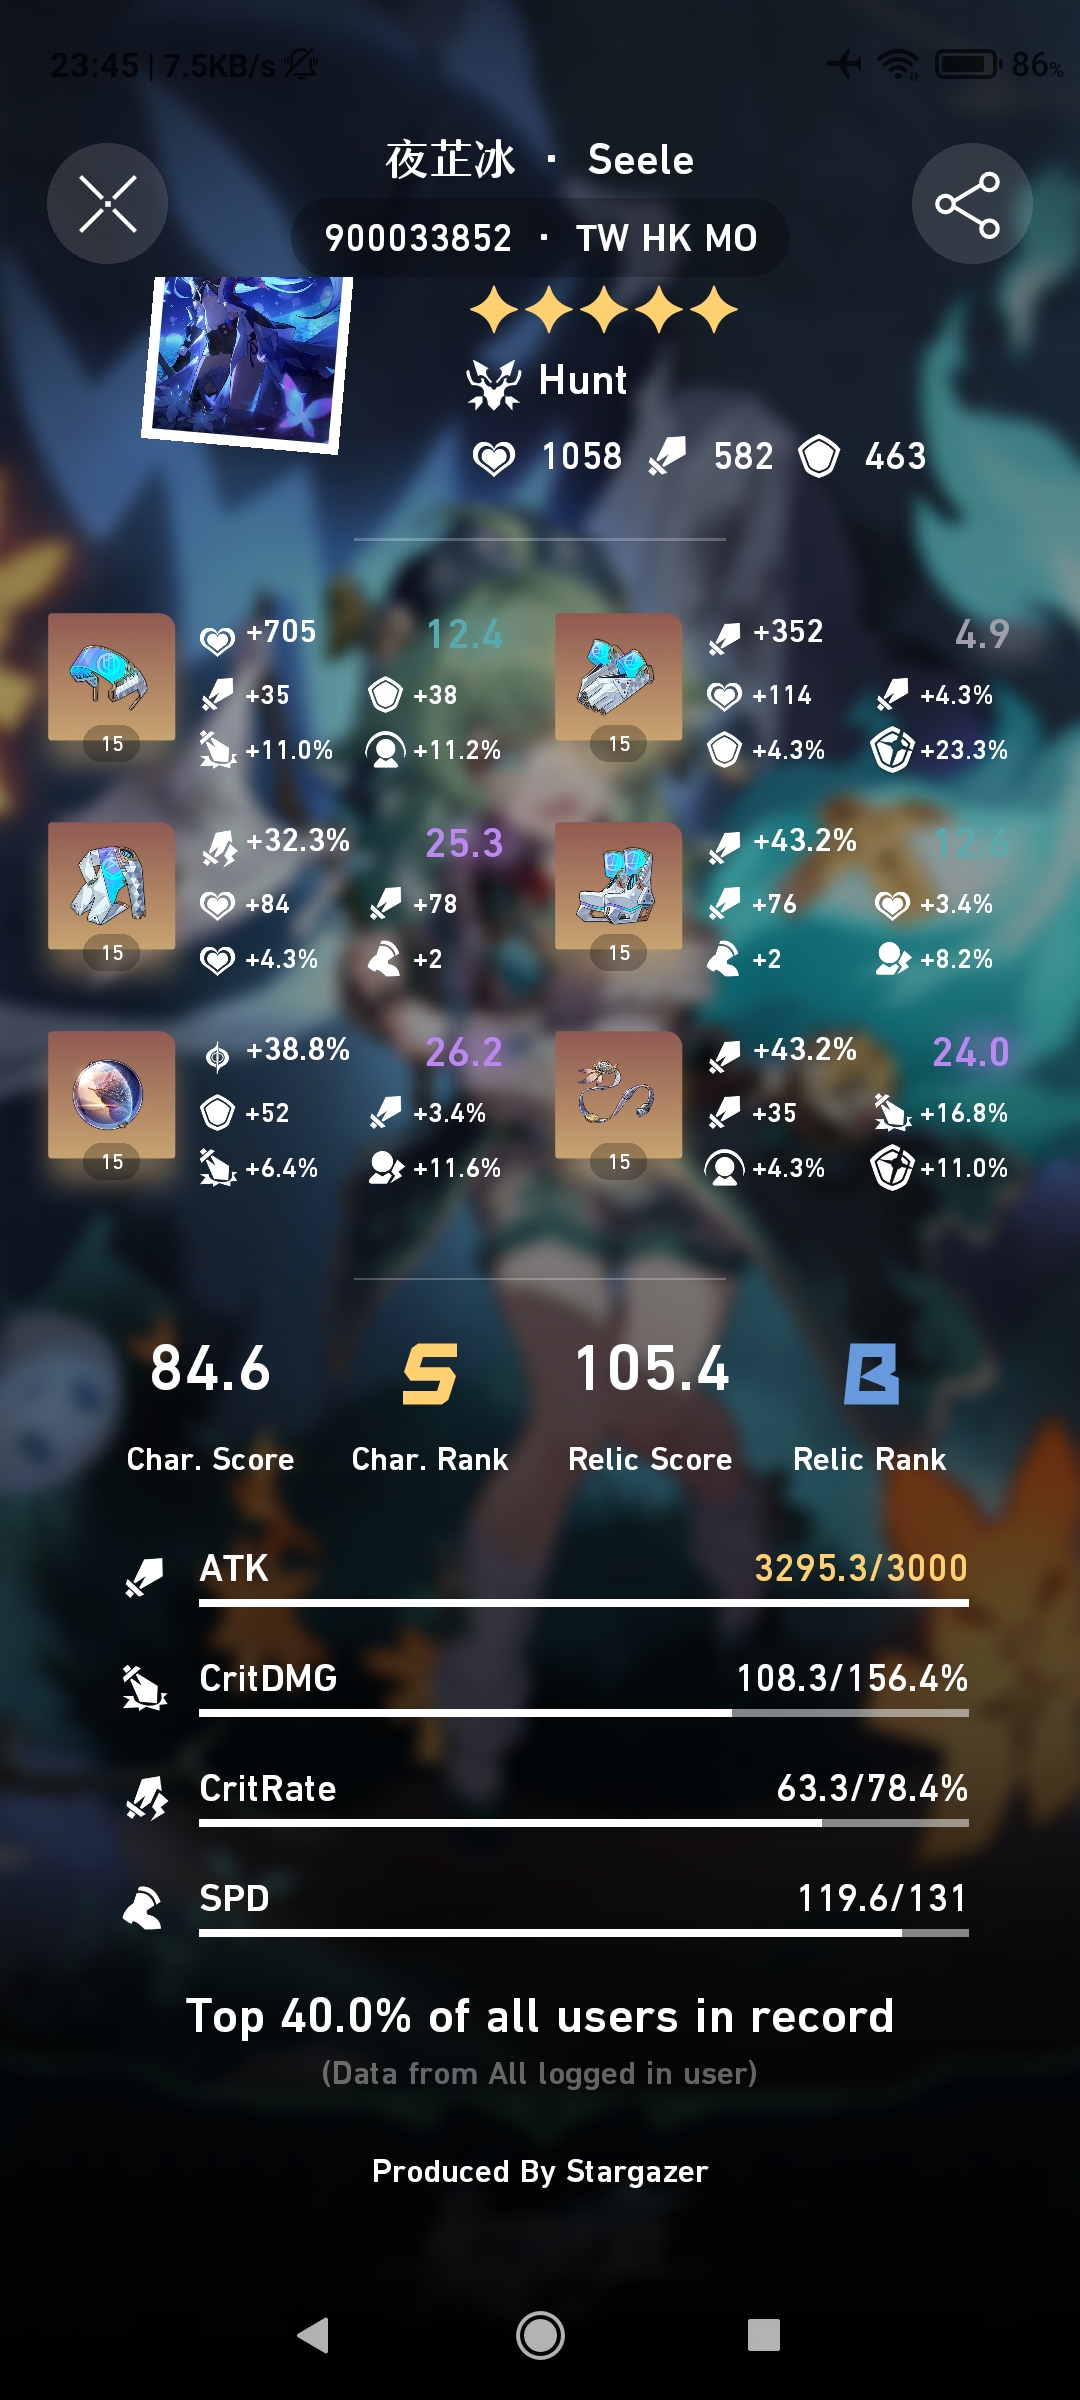 23:45 | 7.5KB/s 86%
夜芷冰 · Seele
900033852 · TW HK MO
Hunt
1058 582 463
+705 12.4
+35 +38
+11.0% +11.2%
15
+352 4.9
+114 +4.3%
+4.3% +23.3%
15
+32.3% 25.3
+84 +78
+4.3% +2
15
+43.2% 12.6
+76 +3.4%
+2 +8.2%
15
+38.8% 26.2
+52 +3.4%
+6.4% +11.6%
15
+43.2% 24.0
+35 +16.8%
+4.3% +11.0%
15
84.6 S 105.4 B
Char. Score Char. Rank Relic Score Relic Rank
ATK 3295.3/3000
CritDMG 108.3/156.4%
CritRate 63.3/78.4%
SPD 119.6/131
Top 40.0% of all users in record
(Data from All logged in user)
Produced By Stargazer